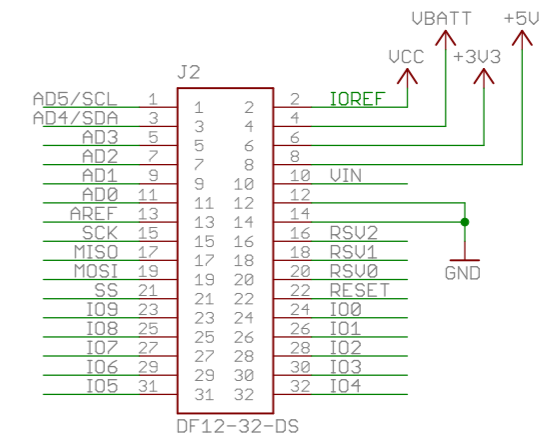 VBATT +5V
VCC +3V3
J2
AD5/SCL 1 1 2 2 IOREF
AD4/SDA 3 3 4 4
AD3 5 5 6 6
AD2 7 7 8 8
AD1 9 9 10 10 VIN
AD0 11 11 12 12
AREF 13 13 14 14
SCK 15 15 16 16 RSV2
MISO 17 17 18 18 RSV1
MOSI 19 19 20 20 RSV0
GND
SS 21 21 22 22 RESET
IO9 23 23 24 24 IO0
IO8 25 25 26 26 IO1
IO7 27 27 28 28 IO2
IO6 29 29 30 30 IO3
IO5 31 31 32 32 IO4
DF12-32-DS